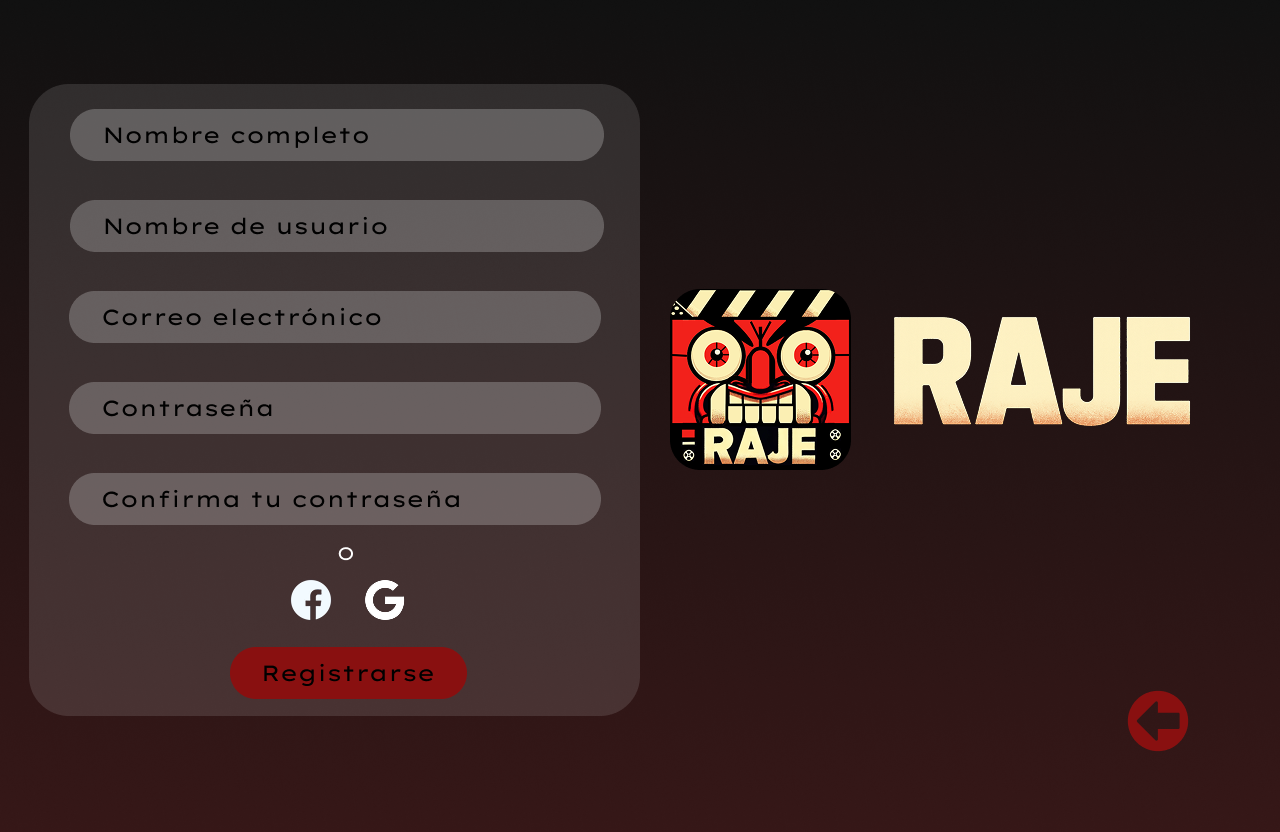 Nombre completo
Nombre de usuario
Correo electrónico
Contraseña
Confirma tu contraseña
O
Registrarse
RAJE
RAJE